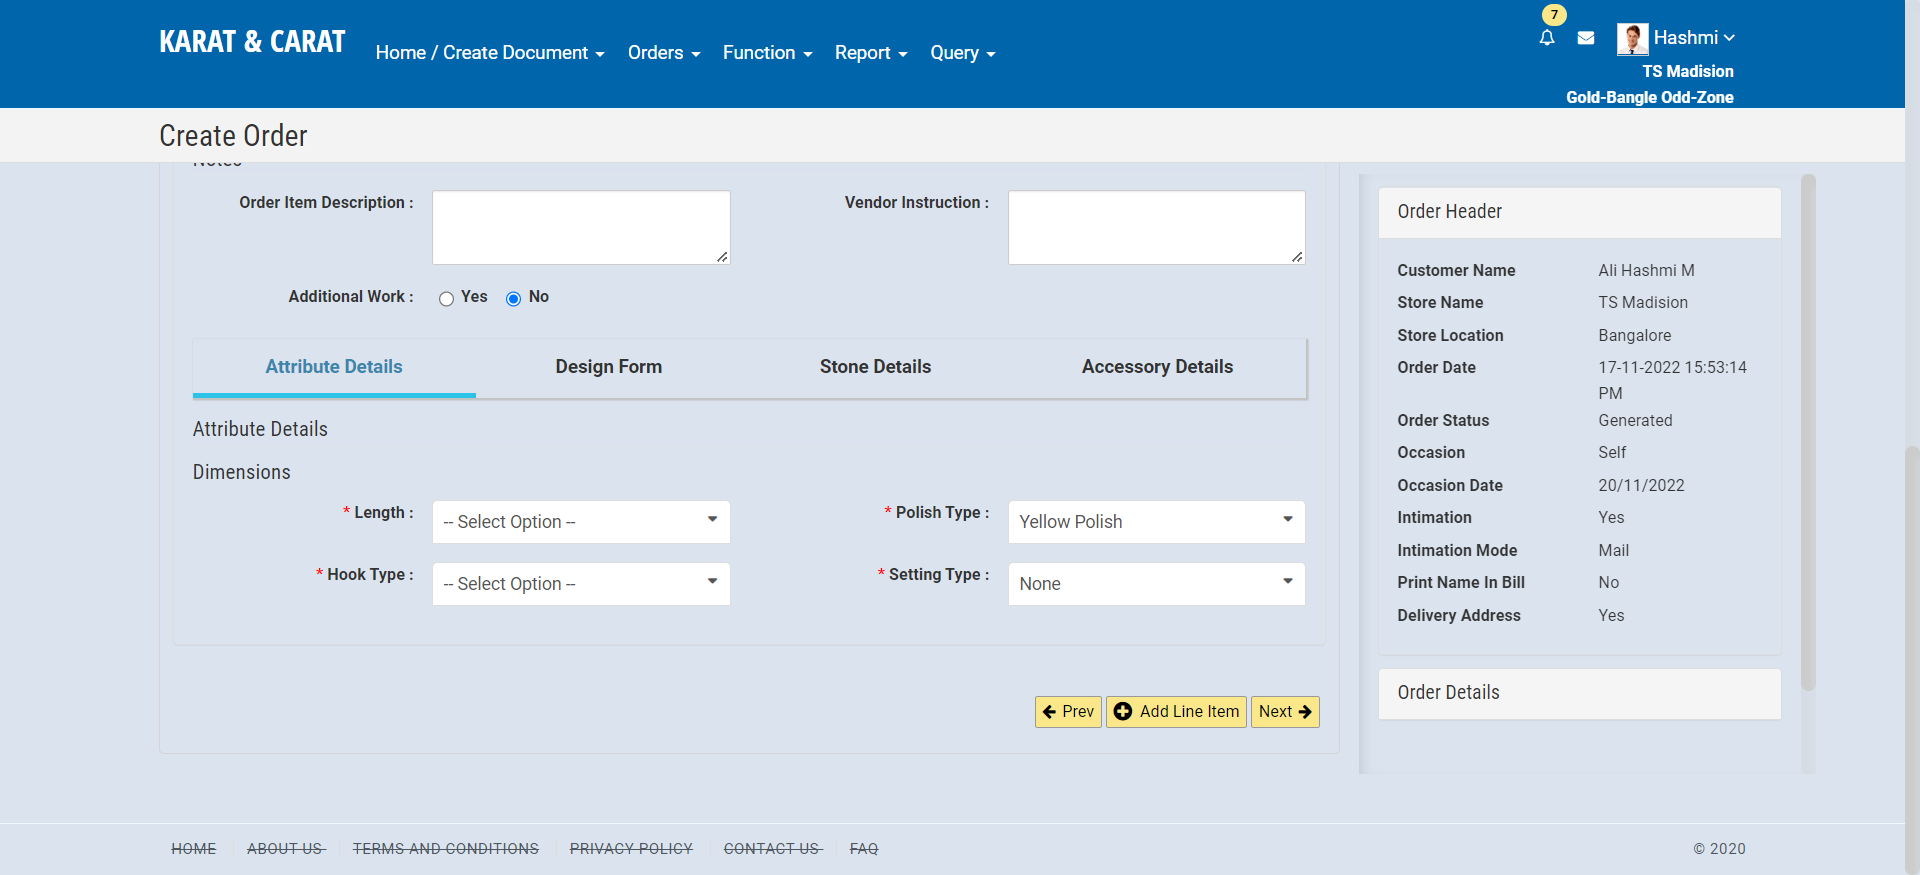 KARAT & CARAT
Home / Create Document
Orders
Function
Report
Query
7
Hashmi
TS Madision
Gold-Bangle Odd-Zone
Create Order
Notes
Order Item Description :
Vendor Instruction :
Additional Work :
Yes
No
Attribute Details
Design Form
Stone Details
Accessory Details
Attribute Details
Dimensions
* Length :
-- Select Option --
* Polish Type :
Yellow Polish
* Hook Type :
-- Select Option --
* Setting Type :
None
Prev
Add Line Item
Next
Order Header
Customer Name Ali Hashmi M
Store Name TS Madision
Store Location Bangalore
Order Date 17-11-2022 15:53:14
PM
Order Status Generated
Occasion Self
Occasion Date 20/11/2022
Intimation Yes
Intimation Mode Mail
Print Name In Bill No
Delivery Address Yes
Order Details
HOME
ABOUT US
TERMS AND CONDITIONS
PRIVACY POLICY
CONTACT US
FAQ
© 2020